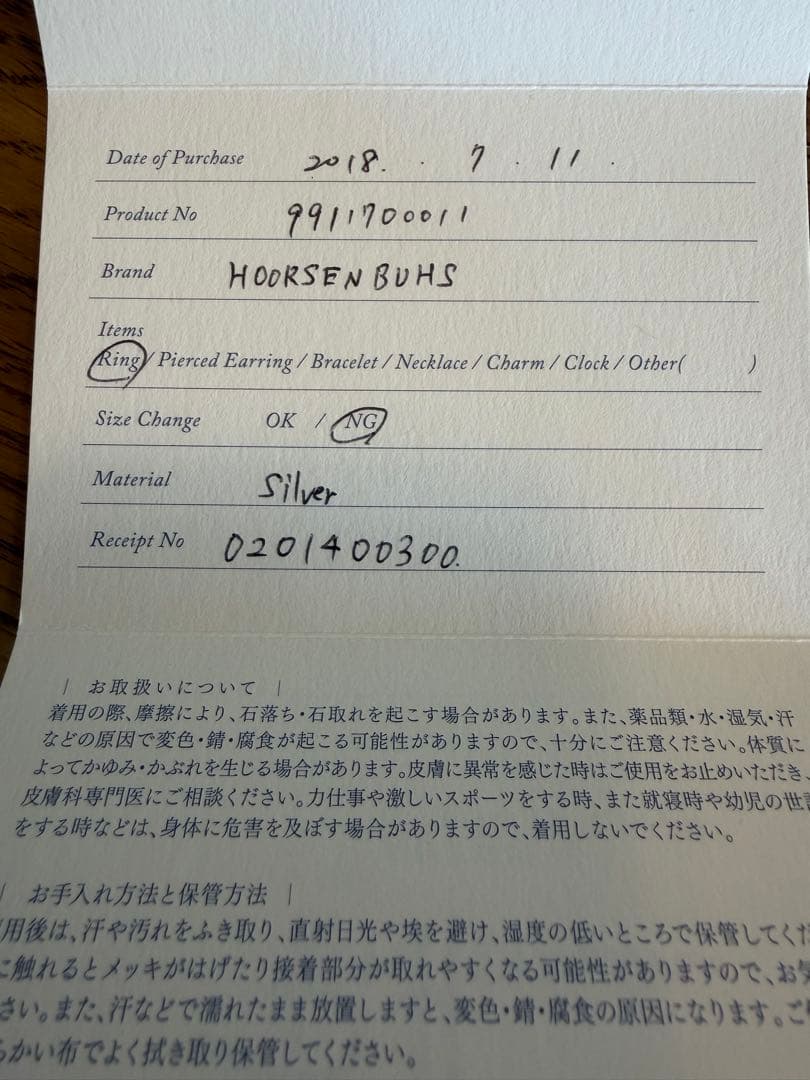 Date of Purchase 2018. . 7 . 11 .
Product No 9911700011
Brand HOORSENBUHS
Items
Ring / Pierced Earring / Bracelet / Necklace / Charm / Clock / Other( )
Size Change OK / NG
Material Silver
Receipt No 0201400300.
| お取扱いについて |
着用の際、摩擦により、石落ち・石取れを起こす場合があります。また、薬品類・水・湿気・汗
などの原因で変色・錆・腐食が起こる可能性がありますので、十分にご注意ください。体質に
よってかゆみ・かぶれを生じる場合があります。皮膚に異常を感じた時はご使用をお止めいただき、
皮膚科専門医にご相談ください。力仕事や激しいスポーツをする時、また就寝時や幼児の世話
をする時などは、身体に危害を及ぼす場合がありますので、着用しないでください。
| お手入れ方法と保管方法 |
用後は、汗や汚れをふき取り、直射日光や埃を避け、湿度の低いところで保管してくだ
に触れるとメッキがはげたり接着部分が取れやすくなる可能性がありますので、お気
さい。また、汗などで濡れたまま放置しますと、変色・錆・腐食の原因になります。ご
らかい布でよく拭き取り保管してください。